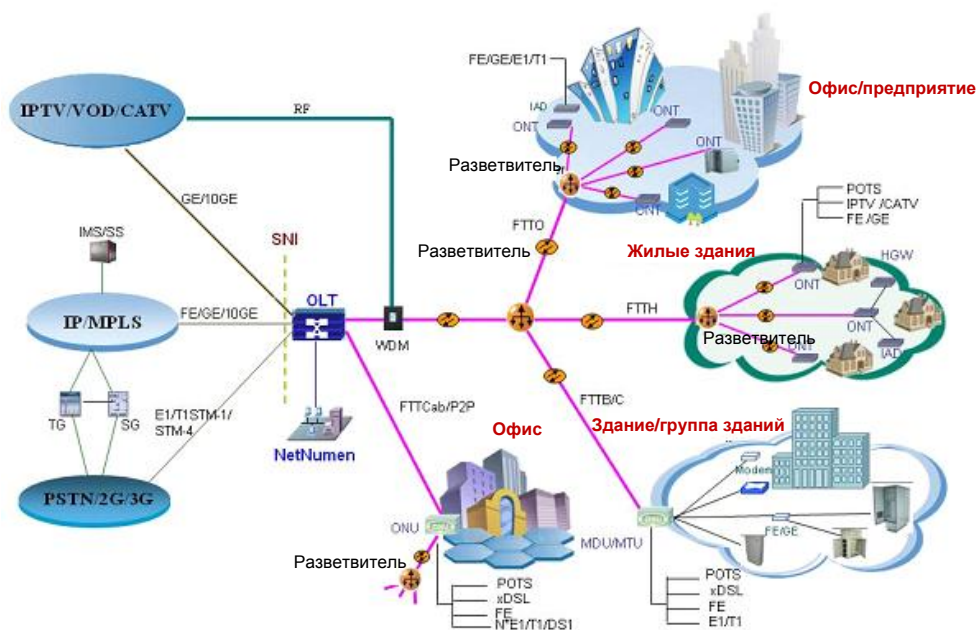 IPTV/VOD/CATV
RF
GE/10GE
IMS/SS
SNI
IP/MPLS
FE/GE/10GE
OLT
WDM
TG
SG
E1/T1STM-1/
STM-4
NetNumen
PSTN/2G/3G
FTTCab/P2P
Офис
ONU
Разветвитель
POTS
xDSL
FE
N*E1/T1/DS1
FE/GE/E1/T1
Офис/предприятие
IAD
ONT
ONT
ONT
ONT
Разветвитель
FTTO
Разветвитель
Жилые здания
POTS
IPTV/CATV
FE/GE
HGW
ONT
FTTH
ONT
Разветвитель
ONT
IAD
FTTB/C
Здание/группа зданий
Modem
FE/GE
MDU/MTU
POTS
xDSL
FE
E1/T1